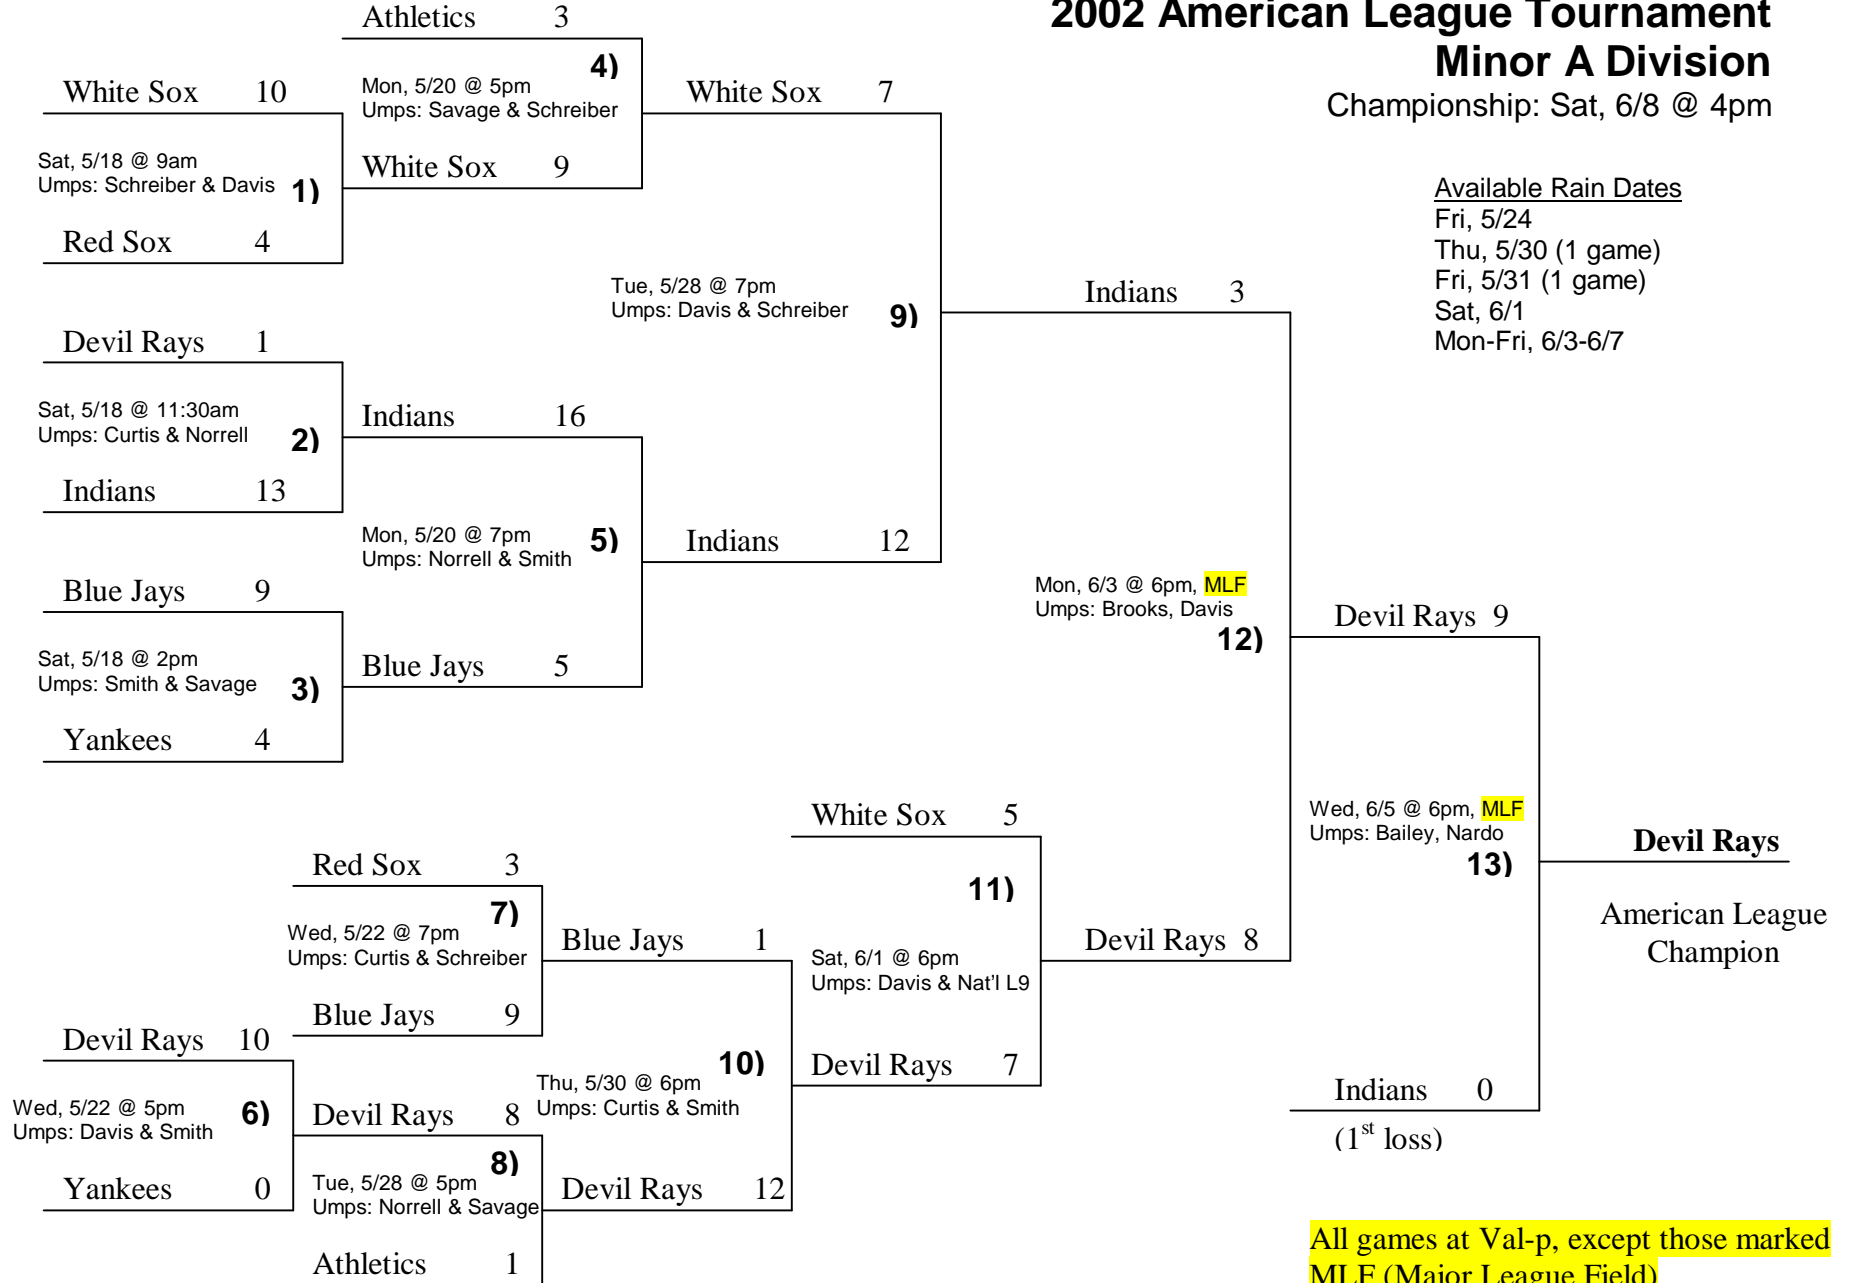 2002 American League Tournament
Minor A Division
Championship: Sat, 6/8 @ 4pm
Available Rain Dates
Fri, 5/24
Thu, 5/30 (1 game)
Fri, 5/31 (1 game)
Sat, 6/1
Mon-Fri, 6/3-6/7
White Sox 10
Sat, 5/18 @ 9am
Umps: Schreiber & Davis
1)
Red Sox 4
Devil Rays 1
Sat, 5/18 @ 11:30am
Umps: Curtis & Norrell
2)
Indians 13
Blue Jays 9
Sat, 5/18 @ 2pm
Umps: Smith & Savage
3)
Yankees 4
Athletics 3
4)
Mon, 5/20 @ 5pm
Umps: Savage & Schreiber
White Sox 9
Indians 16
Mon, 5/20 @ 7pm
Umps: Norrell & Smith
5)
Blue Jays 5
White Sox 7
Tue, 5/28 @ 7pm
Umps: Davis & Schreiber
9)
Indians 12
Indians 3
Mon, 6/3 @ 6pm, MLF
Umps: Brooks, Davis
12)
Devil Rays 8
Devil Rays 10
Wed, 5/22 @ 5pm
Umps: Davis & Smith
6)
Yankees 0
Red Sox 3
7)
Wed, 5/22 @ 7pm
Umps: Curtis & Schreiber
Blue Jays 9
Devil Rays 8
8)
Tue, 5/28 @ 5pm
Umps: Norrell & Savage
Athletics 1
Blue Jays 1
10)
Thu, 5/30 @ 6pm
Umps: Curtis & Smith
Devil Rays 12
White Sox 5
11)
Sat, 6/1 @ 6pm
Umps: Davis & Nat'l L9
Devil Rays 7
Devil Rays 9
Wed, 6/5 @ 6pm, MLF
Umps: Bailey, Nardo
13)
Indians 0
(1st loss)
Devil Rays
American League
Champion
All games at Val-p, except those marked
MLF (Major League Field)